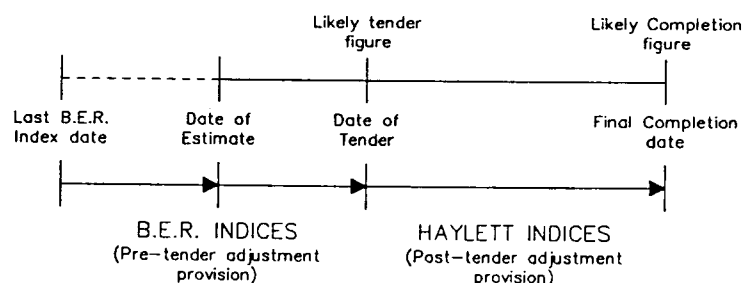 Likely tender
figure
Likely Completion
figure
Last B.E.R.
Index date
Date of
Estimate
Date of
Tender
Final Completion
date
B.E.R. INDICES
(Pre-tender adjustment
provision)
HAYLETT INDICES
(Post-tender adjustment
provision)